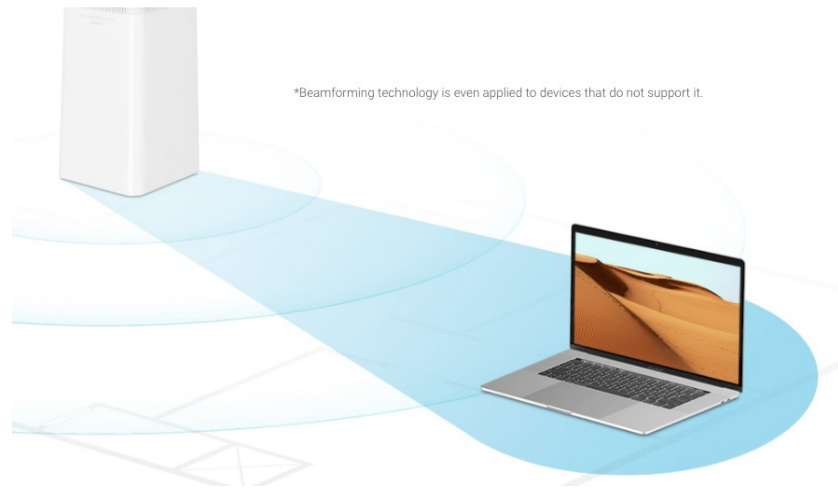 *Beamforming technology is even applied to devices that do not support it.